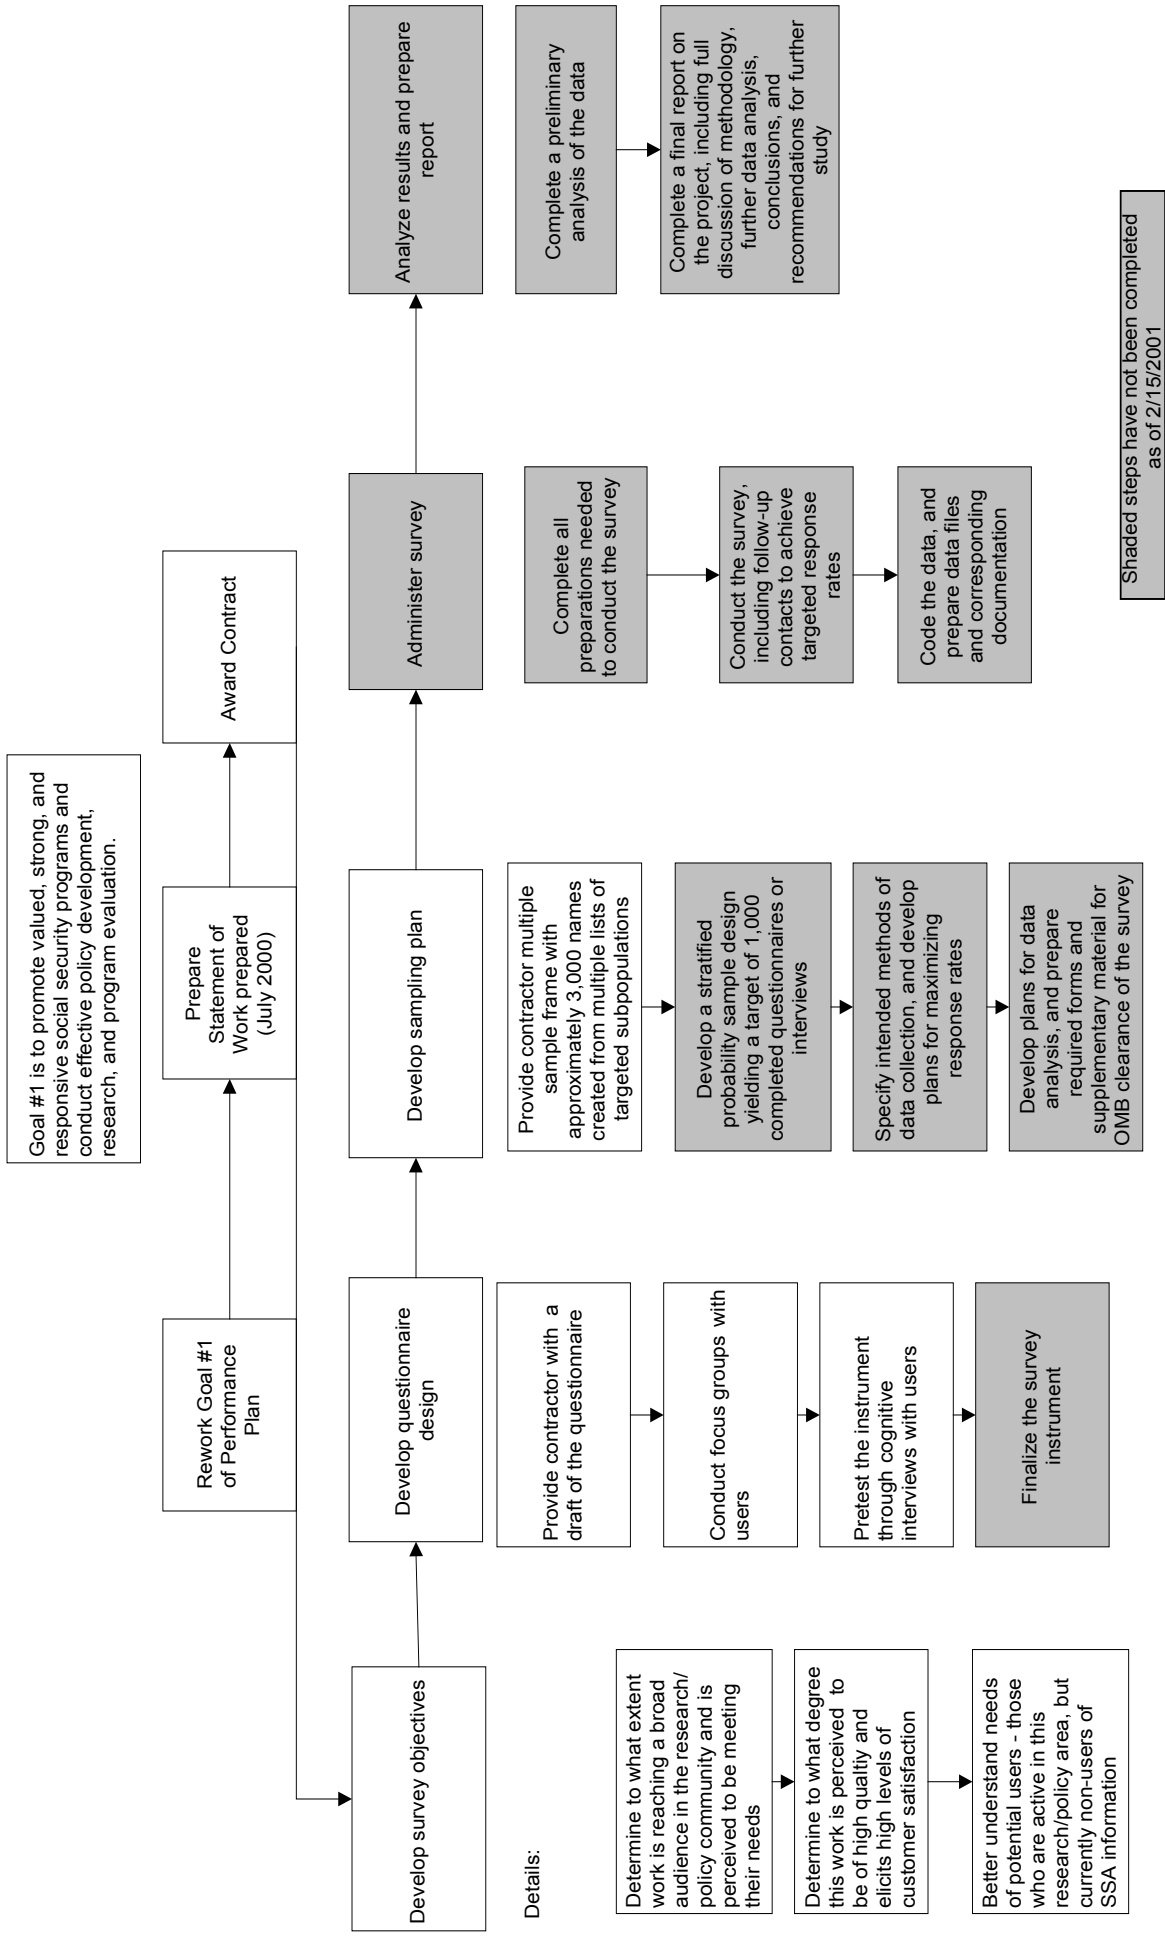 Goal #1 is to promote valued, strong, and
responsive social security programs and
conduct effective policy development,
research, and program evaluation.
Rework Goal #1
of Performance
Plan
Prepare
Statement of
Work prepared
(July 2000)
Award Contract
Develop survey objectives
Develop questionnaire
design
Develop sampling plan
Administer survey
Analyze results and prepare
report
Details:
Determine to what extent
work is reaching a broad
audience in the research/
policy community and is
perceived to be meeting
their needs
Determine to what degree
this work is perceived to
be of high qualtiy and
elicits high levels of
customer satisfaction
Better understand needs
of potential users - those
who are active in this
research/policy area, but
currently non-users of
SSA information
Provide contractor with a
draft of the questionnaire
Conduct focus groups with
users
Pretest the instrument
through cognitive
interviews with users
Finalize the survey
instrument
Provide contractor multiple
sample frame with
approximately 3,000 names
created from multiple lists of
targeted subpopulations
Develop a stratified
probability sample design
yielding a target of 1,000
completed questionnaires or
interviews
Specify intended methods of
data collection, and develop
plans for maximizing
response rates
Develop plans for data
analysis, and prepare
required forms and
supplementary material for
OMB clearance of the survey
Complete all
preparations needed
to conduct the survey
Conduct the survey,
including follow-up
contacts to achieve
targeted response
rates
Code the data, and
prepare data files
and corresponding
documentation
Complete a preliminary
analysis of the data
Complete a final report on
the project, including full
discussion of methodology,
further data analysis,
conclusions, and
recommendations for further
study
Shaded steps have not been completed
as of 2/15/2001